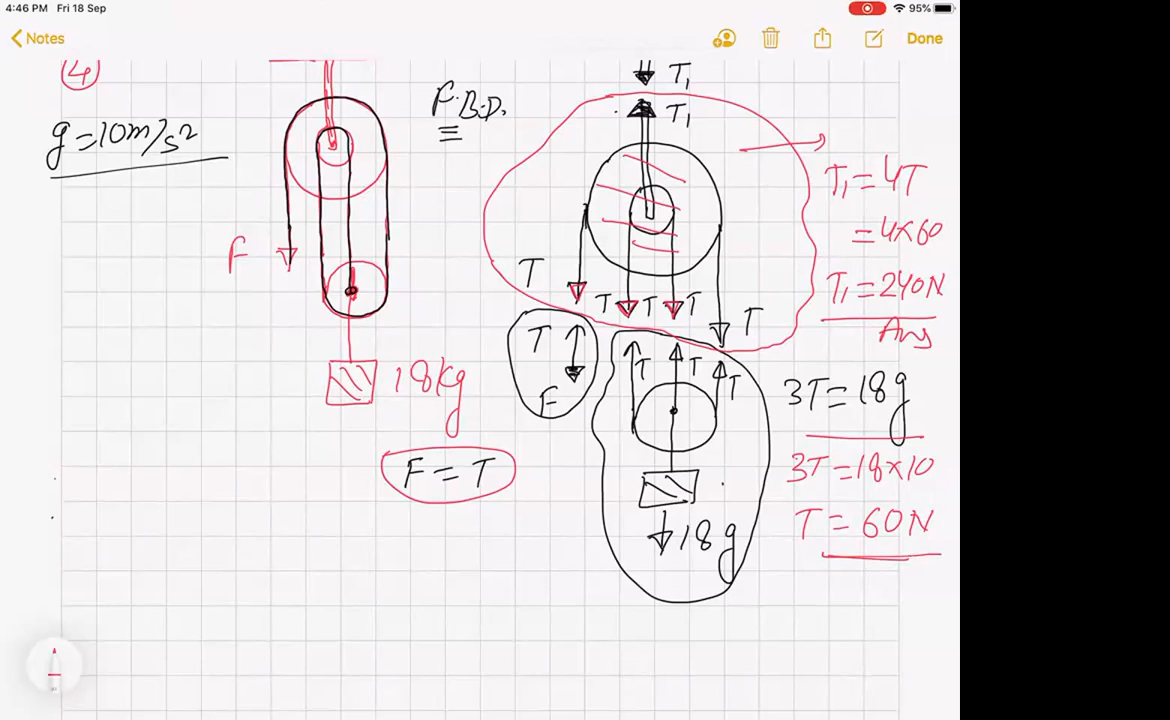 4:46 PM Fri 18 Sep
95%
Notes
Done
4
g = 10m/s²
F.B.D.
T₁
T₁
F
T
T
T
T
T₁ = 4T
= 4×60
T₁ = 240N
Ans
T
F
T
T
T
18kg
F = T
18g
3T = 18g
3T = 18×10
T = 60N